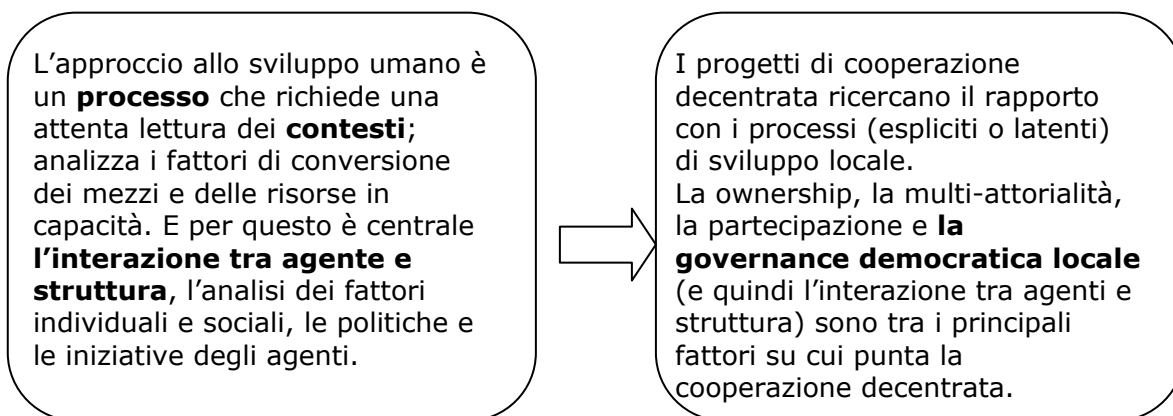 L’approccio allo sviluppo umano è
un processo che richiede una
attenta lettura dei contesti;
analizza i fattori di conversione
dei mezzi e delle risorse in
capacità. E per questo è centrale
l’interazione tra agente e
struttura, l’analisi dei fattori
individuali e sociali, le politiche e
le iniziative degli agenti.
I progetti di cooperazione
decentrata ricercano il rapporto
con i processi (espliciti o latenti)
di sviluppo locale.
La ownership, la multi-attorialità,
la partecipazione e la
governance democratica locale
(e quindi l’interazione tra agenti e
struttura) sono tra i principali
fattori su cui punta la
cooperazione decentrata.